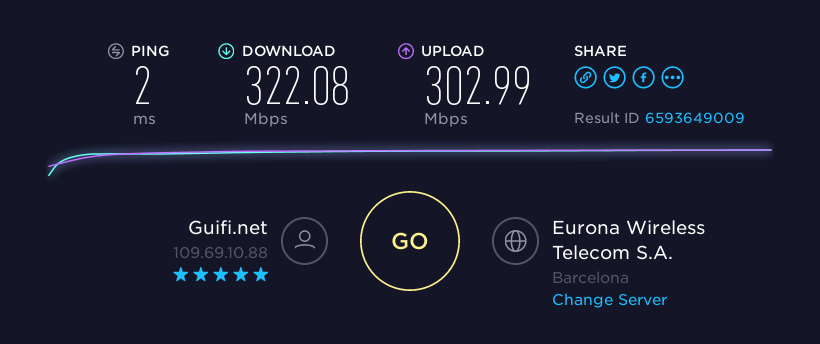 PING
2
ms
DOWNLOAD
322.08
Mbps
UPLOAD
302.99
Mbps
SHARE
Result ID 6593649009
Guifi.net
109.69.10.88
GO
Eurona Wireless
Telecom S.A.
Barcelona
Change Server